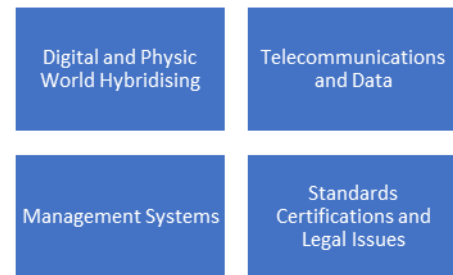 Digital and Physic
World Hybridising
Telecommunications
and Data
Management Systems
Standards
Certifications and
Legal Issues